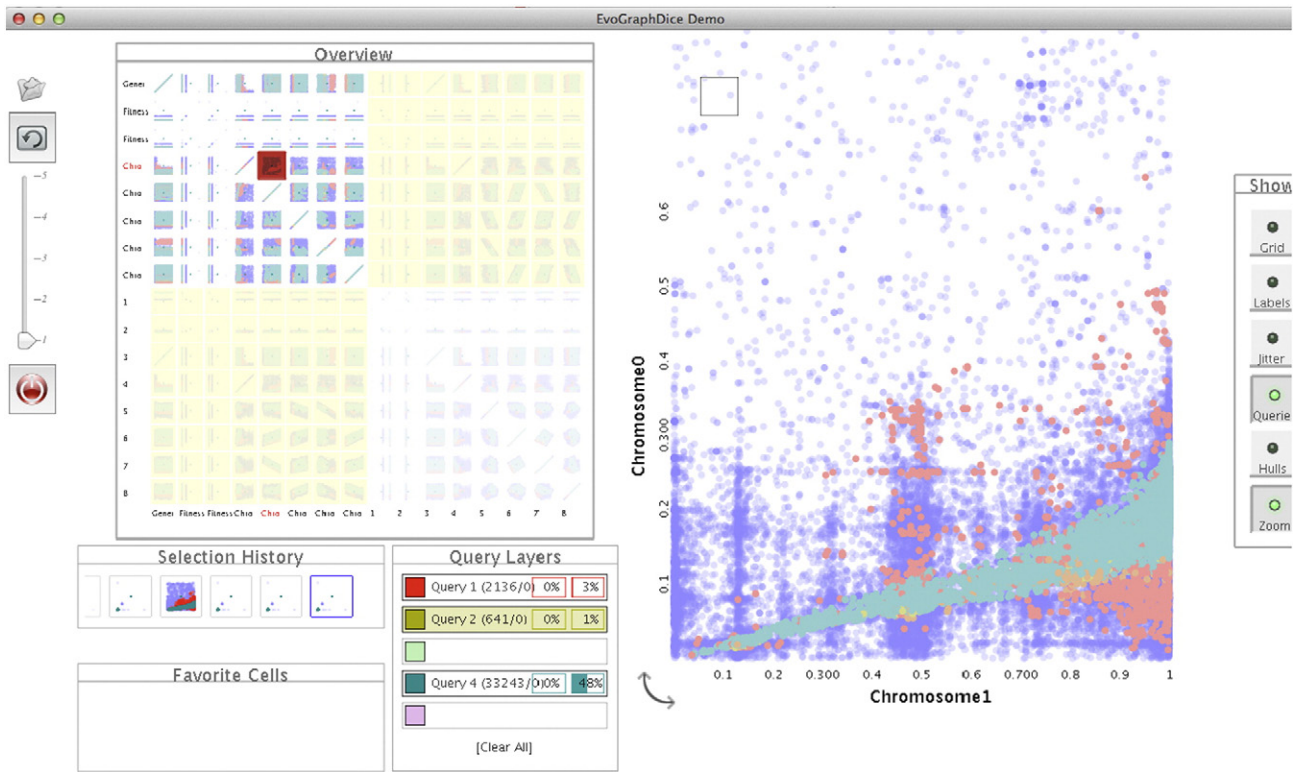 EvoGraphDice Demo
Overview
Gener
Fitness
Fitness
Chro
Chro
Chro
Chro
Chro
1
2
3
4
5
6
7
8
Gener Fitness Fitness Chro Chro Chro Chro Chro 1 2 3 4 5 6 7 8
-5
-4
-3
-2
-1
Selection History
Favorite Cells
Query Layers
Query 1 (2136/0) 0% 3%
Query 2 (641/0) 0% 1%
Query 4 (33243/0) 0% 48%
[Clear All]
Chromosome0
0.6
0.5
0.4
0.300
0.2
0.1
0.1 0.2 0.300 0.4 0.5 0.6 0.700 0.8 0.9 1
Chromosome1
Show
Grid
Labels
Jitter
Querie
Hulls
Zoom